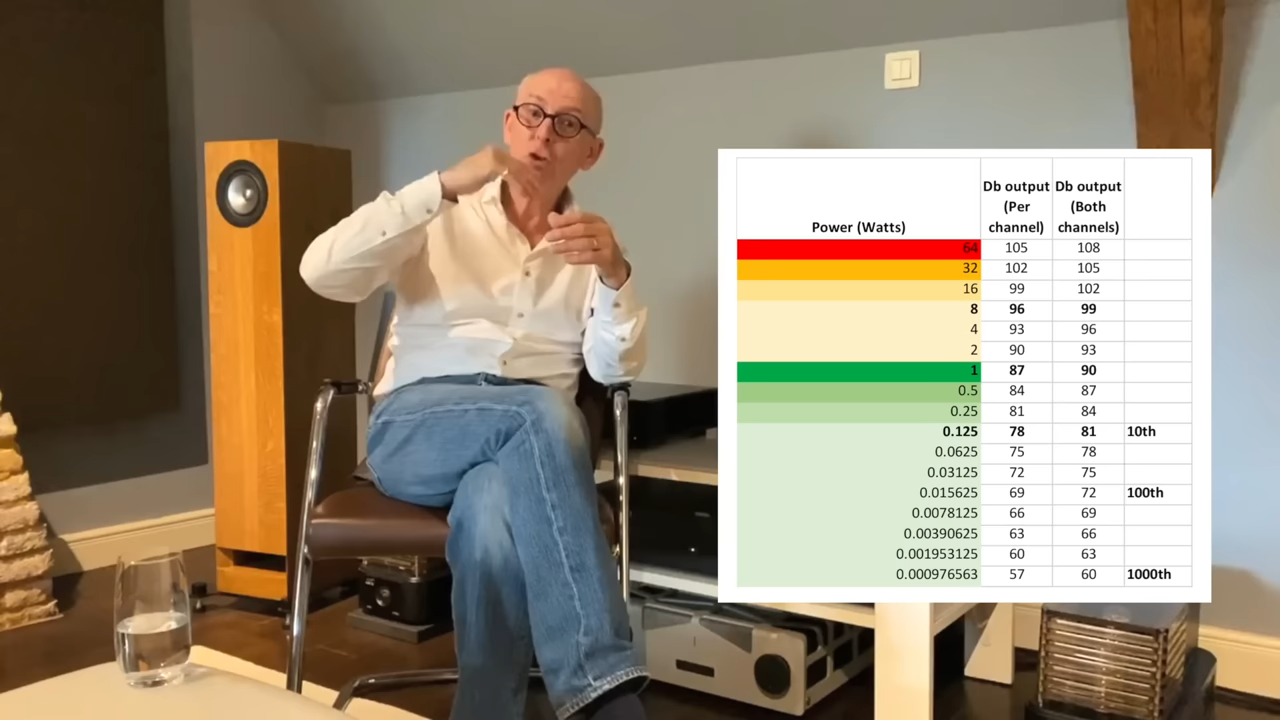 Power (Watts) Db output (Per channel) Db output (Both channels)
64 105 108
32 102 105
16 99 102
8 96 99
4 93 96
2 90 93
1 87 90
0.5 84 87
0.25 81 84
0.125 78 81 10th
0.0625 75 78
0.03125 72 75
0.015625 69 72 100th
0.0078125 66 69
0.00390625 63 66
0.001953125 60 63
0.000976563 57 60 1000th